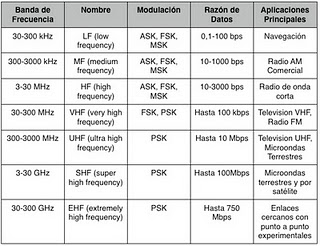 Banda de Frecuencia Nombre Modulación Razón de Datos Aplicaciones Principales
30-300 kHz LF (low frequency) ASK, FSK, MSK 0,1-100 bps Navegación
300-3000 kHz MF (medium frequency) ASK, FSK, MSK 10-1000 bps Radio AM Comercial
3-30 MHz HF (high frequency) ASK, FSK, MSK 10-3000 bps Radio de onda corta
30-300 MHz VHF (very high frequency) FSK, PSK Hasta 100 kbps Television VHF, Radio FM
300-3000 MHz UHF (ultra high frequency) PSK Hasta 10 Mbps Television UHF, Microondas Terrestres
3-30 GHz SHF (super high frequency) PSK Hasta 100Mbps Microondas terrestres y por satélite
30-300 GHz EHF (extremely high frequency) PSK Hasta 750 Mbps Enlaces cercanos con punto a punto experimentales